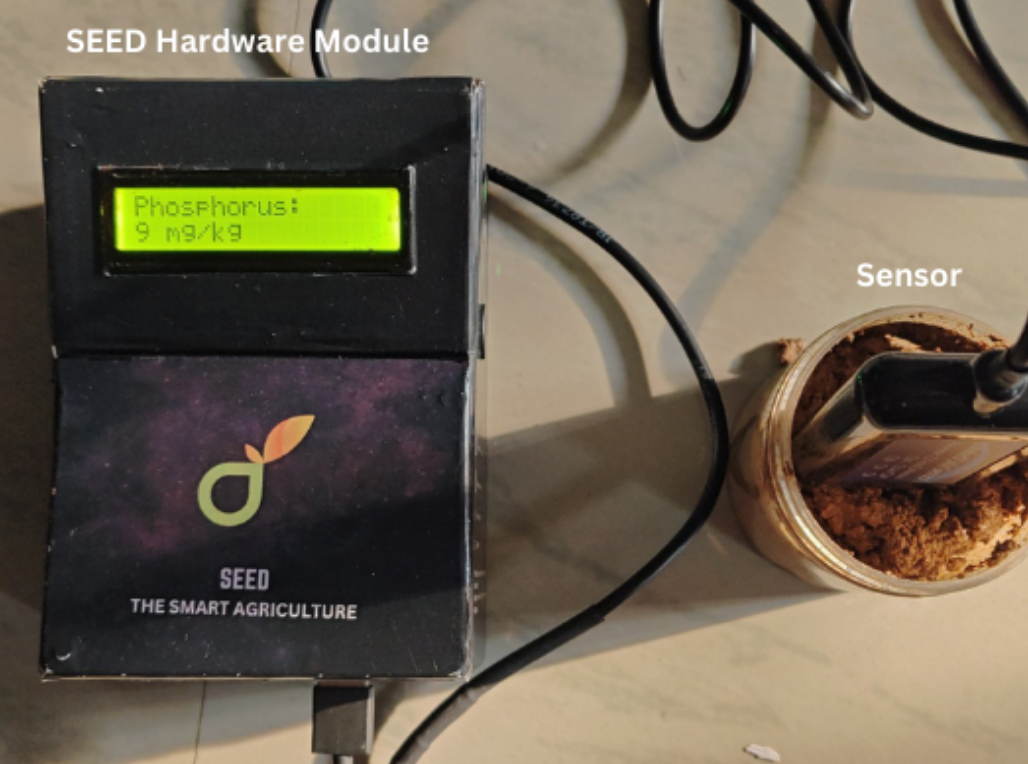 SEED Hardware Module
Phosphorus:
9 mg/kg
Sensor
SEED
THE SMART AGRICULTURE